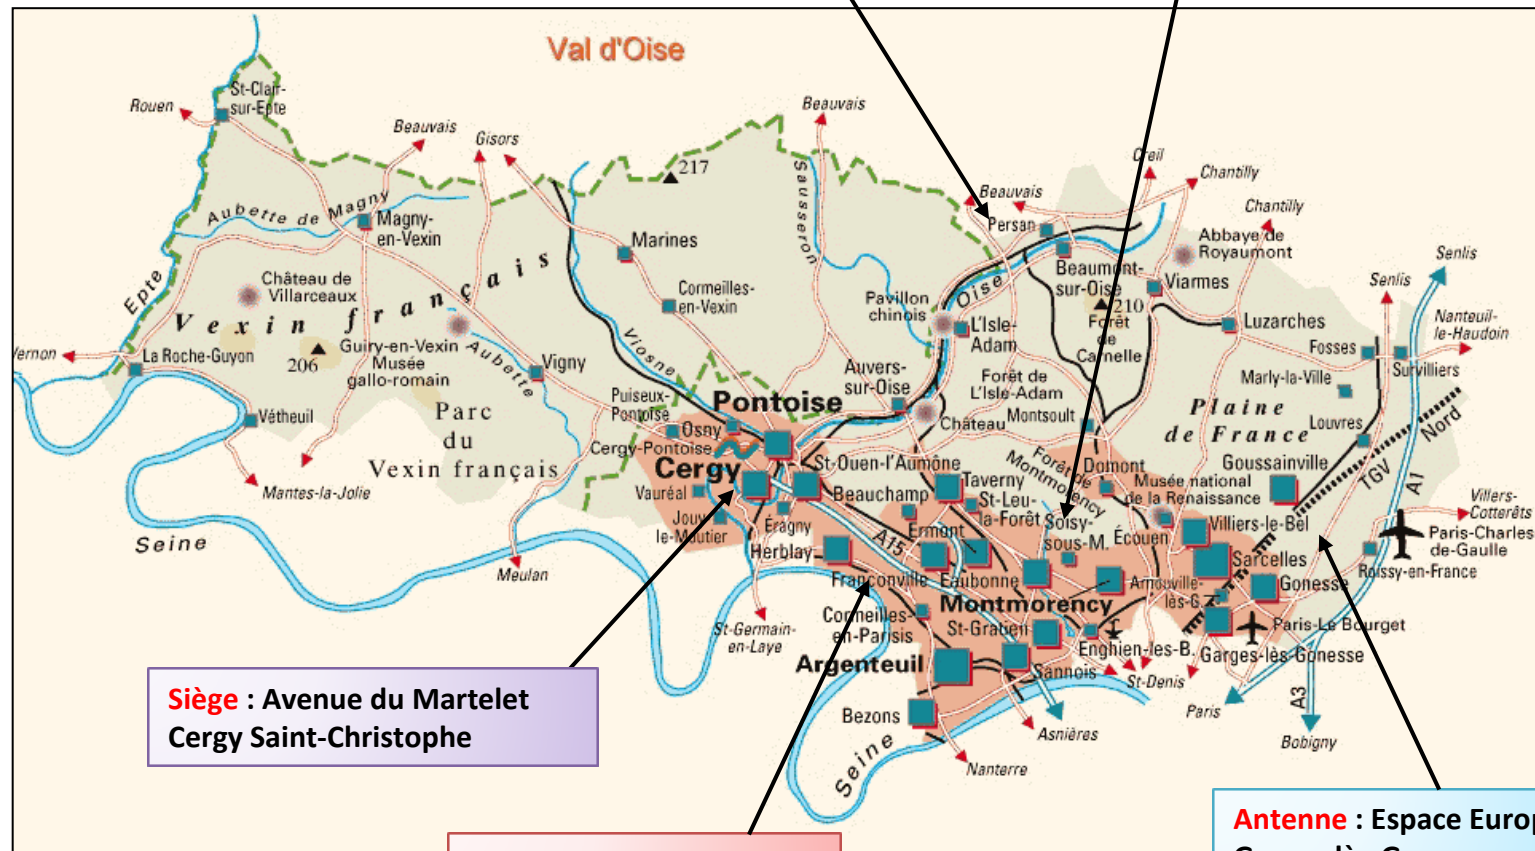 Val d'Oise
Rouen
St-Clair-
sur-Epte
Beauvais
Gisors
Beauvais
217
Sausseron
Creil
Chantilly
Beauvais
Persan
Chantilly
Aubette de Magny
Magny-
en-Vexin
Marines
Abbaye de
Royaumont
Senlis
Epte
Château de
Villarceaux
Vexin français
Cormeilles-
en-Vexin
Pavillon
chinois
Oise
Beaumont-
sur-Oise
Viarmes
Senlis
210
Forêt
de
Carnelle
Luzarches
Nanteuil-
le-Haudoin
L'Isle-
Adam
Vernon
La Roche-Guyon
206
Guiry-en-Vexin
Musée
gallo-romain
Aubette
Vigny
Viosne
Auvers-
sur-Oise
Forêt de
L'Isle-Adam
Fosses
Survilliers
Marly-la-Ville
Vétheuil
Parc
du
Vexin français
Puiseux-
Pontoise
Pontoise
Osny
Château
Montsoult
Plaine
de France
Louvres
Nord
TGV
A1
Mantes-la-Jolie
Cergy-Pontoise
Cergy
St-Ouen-l'Aumône
Taverny
Forêt de
Montmorency
Domont
Musée national
de la Renaissance
Goussainville
Vauréal
Jouy-
le-Moutier
Éragny
Beauchamp
St-Leu-
la-Forêt
Soisy-
sous-M.
Écouen
Villiers-le-Bel
Villers-
Cotterêts
Paris-Charles-
de-Gaulle
Roissy-en-France
Seine
Meulan
Herblay
A15
Ermont
Franconville
Eaubonne
Montmorency
Arnouville-
lès-G.
Sarcelles
Gonesse
Paris-Le Bourget
St-Germain-
en-Laye
Cormeilles-
en-Parisis
St-Gratien
Enghien-les-B.
Garges-lès-Gonesse
Argenteuil
Sannois
St-Denis
Paris
A3
Bobigny
Bezons
Asnières
Nanterre
Seine
Siège : Avenue du Martelet
Cergy Saint-Christophe
Antenne : Espace Europ